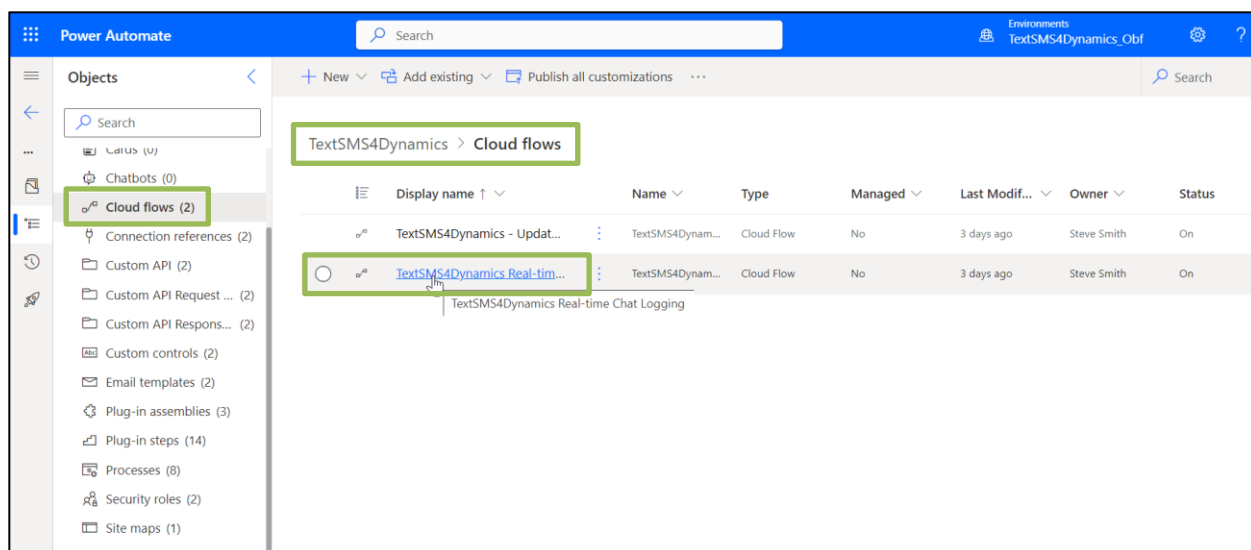 Power Automate
Search
Environments
TextSMS4Dynamics_Obf
?
Objects
New
Add existing
Publish all customizations
...
Search
Search
Cards (0)
Chatbots (0)
Cloud flows (2)
Connection references (2)
Custom API (2)
Custom API Request ... (2)
Custom API Respons... (2)
Abc Custom controls (2)
Email templates (2)
Plug-in assemblies (3)
Plug-in steps (14)
Processes (8)
Security roles (2)
Site maps (1)
TextSMS4Dynamics > Cloud flows
Display name ↑ Name Type Managed Last Modif... Owner Status
TextSMS4Dynamics - Updat... TextSMS4Dynam... Cloud Flow No 3 days ago Steve Smith On
TextSMS4Dynamics Real-tim... TextSMS4Dynam... Cloud Flow No 3 days ago Steve Smith On
TextSMS4Dynamics Real-time Chat Logging